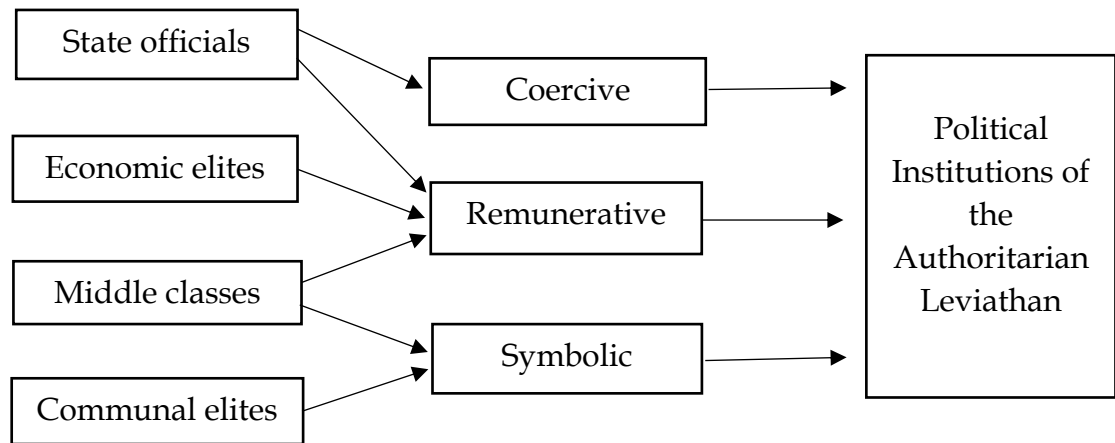 State officials
Economic elites
Middle classes
Communal elites
Coercive
Remunerative
Symbolic
Political
Institutions of
the
Authoritarian
Leviathan